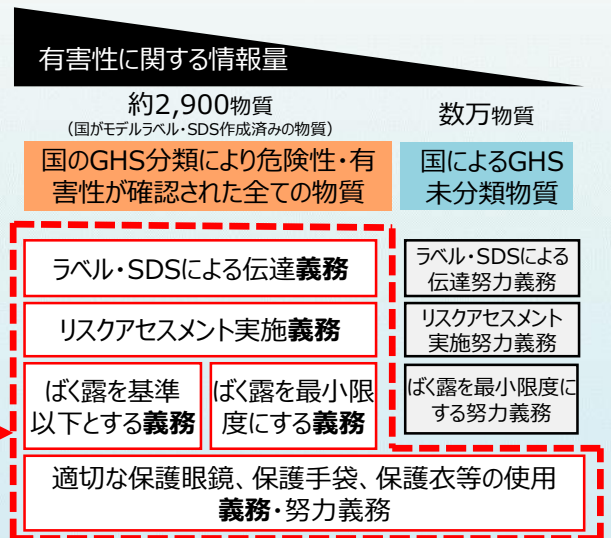 有害性に関する情報量
約2,900物質
（国がモデルラベル・SDS作成済みの物質）
国のGHS分類により危険性・有
害性が確認された全ての物質
数万物質
国によるGHS
未分類物質
ラベル・SDSによる伝達義務
ラベル・SDSによる
伝達努力義務
リスクアセスメント実施義務
リスクアセスメント
実施努力義務
ばく露を基準
以下とする義務
ばく露を最小限
度にする義務
ばく露を最小限度に
する努力義務
適切な保護眼鏡、保護手袋、保護衣等の使用
義務・努力義務